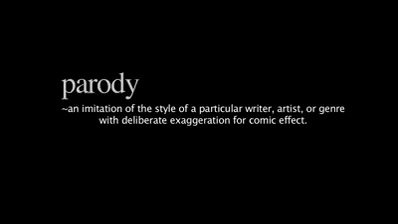 parody
~an imitation of the style of a particular writer, artist, or genre
with deliberate exaggeration for comic effect.